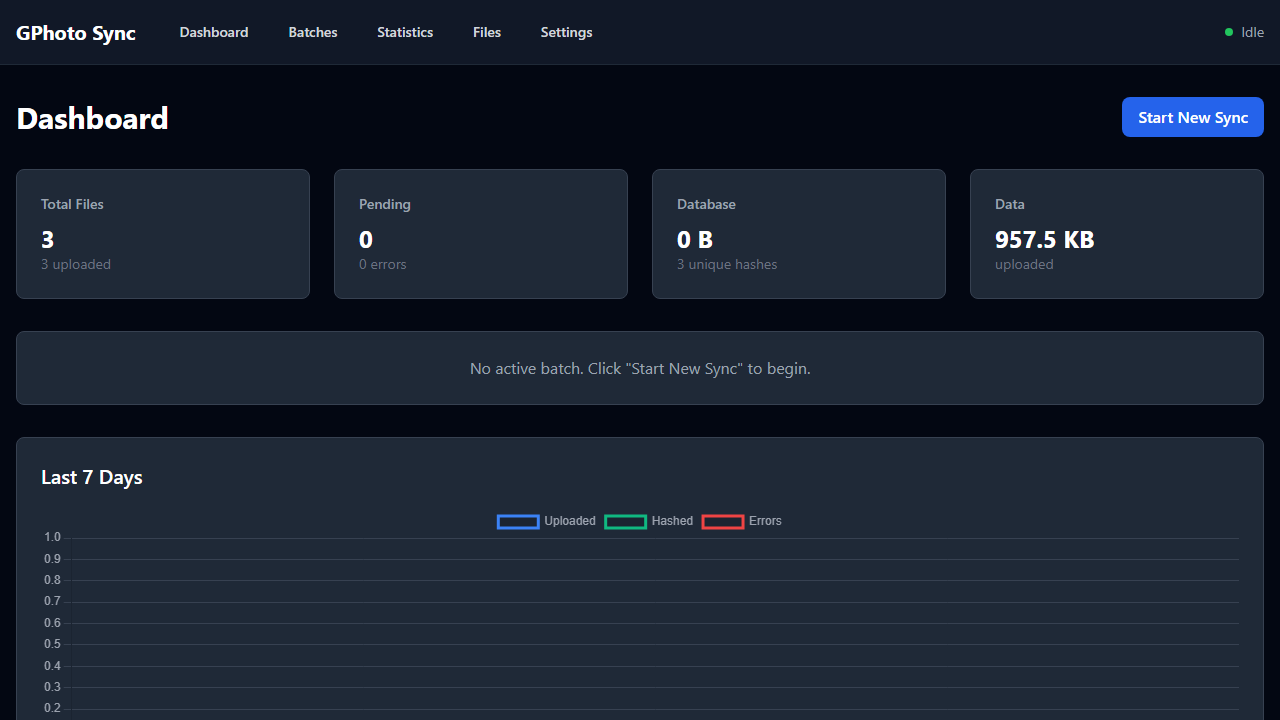 GPhoto Sync Dashboard Batches Statistics Files Settings Idle
Dashboard Start New Sync
Total Files
3
3 uploaded
Pending
0
0 errors
Database
0 B
3 unique hashes
Data
957.5 KB
uploaded
No active batch. Click "Start New Sync" to begin.
Last 7 Days
Uploaded Hashed Errors
1.0
0.9
0.8
0.7
0.6
0.5
0.4
0.3
0.2